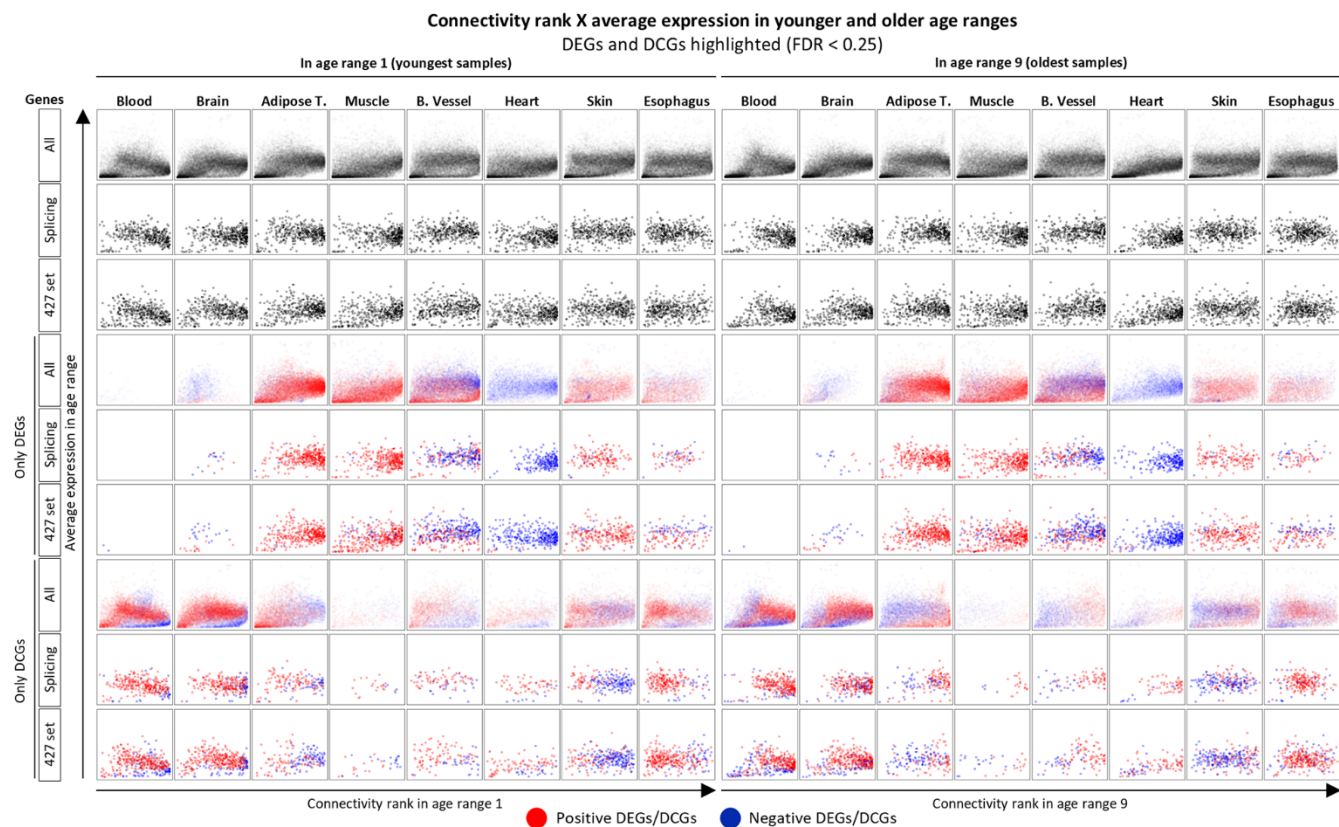 Connectivity rank X average expression in younger and older age ranges
DEGs and DCGs highlighted (FDR < 0.25)
In age range 1 (youngest samples)
In age range 9 (oldest samples)
Genes
Blood Brain Adipose T. Muscle B. Vessel Heart Skin Esophagus
Blood Brain Adipose T. Muscle B. Vessel Heart Skin Esophagus
All
Splicing
427 set
Average expression in age range
Only DEGs
All
Splicing
427 set
Only DCGs
All
Splicing
427 set
Connectivity rank in age range 1
Connectivity rank in age range 9
Positive DEGs/DCGs
Negative DEGs/DCGs